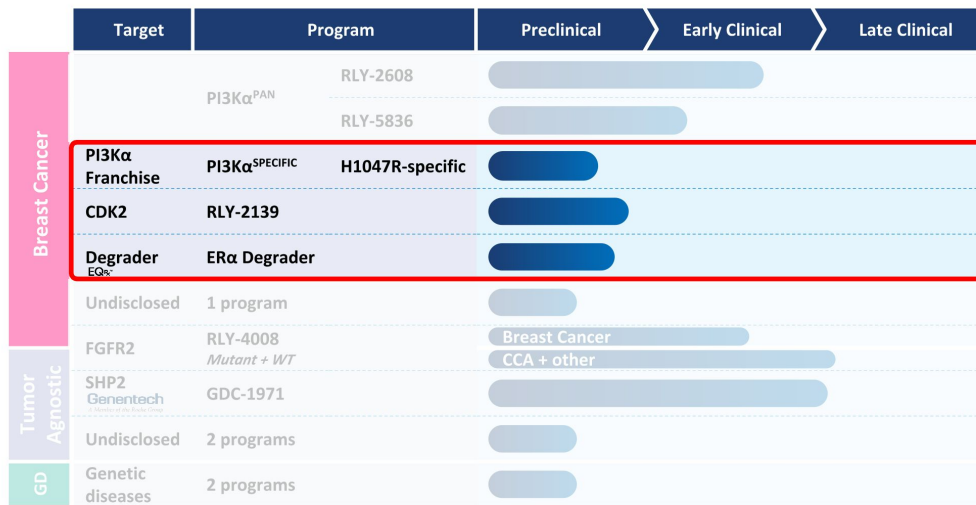 Target Program Preclinical Early Clinical Late Clinical
Breast Cancer
PI3Kα^PAN RLY-2608
RLY-5836
PI3Kα Franchise PI3Kα^SPECIFIC H1047R-specific
CDK2 RLY-2139
Degrader ERα Degrader
EQRx
Undisclosed 1 program
FGFR2 RLY-4008 Breast Cancer
Mutant + WT CCA + other
Tumor Agnostic
SHP2 GDC-1971
Genentech
Undisclosed 2 programs
GD
Genetic diseases 2 programs